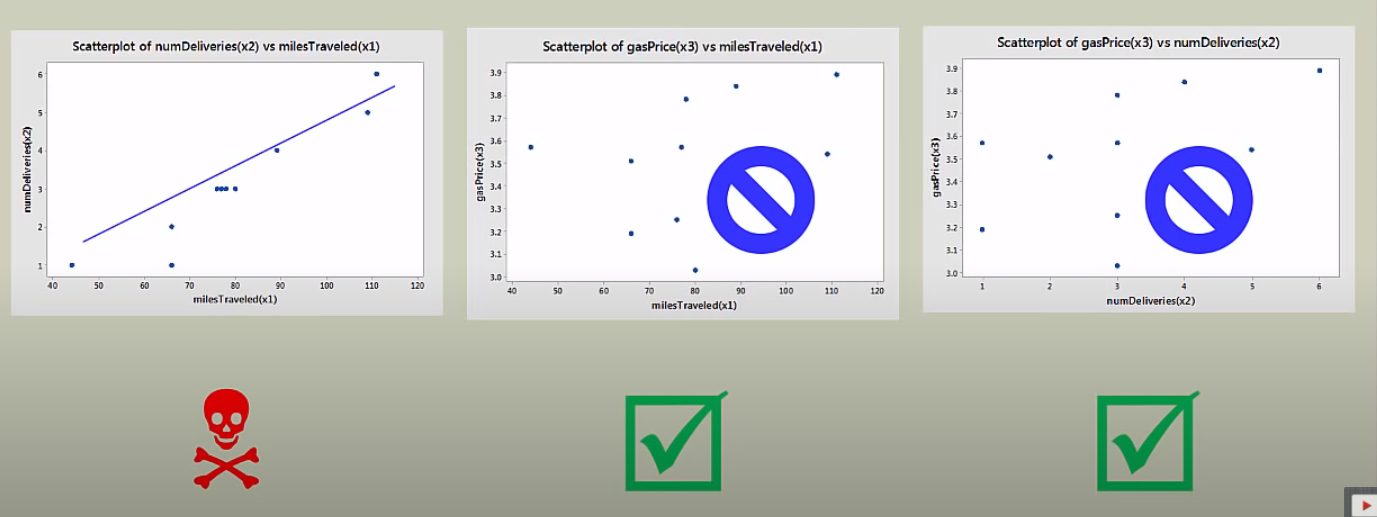 Scatterplot of numDeliveries(x2) vs milesTraveled(x1)
numDeliveries(x2)
6
5
4
3
2
1
40 50 60 70 80 90 100 110 120
milesTraveled(x1)
Scatterplot of gasPrice(x3) vs milesTraveled(x1)
gasPrice(x3)
3.9
3.8
3.7
3.6
3.5
3.4
3.3
3.2
3.1
3.0
40 50 60 70 80 90 100 110 120
milesTraveled(x1)
Scatterplot of gasPrice(x3) vs numDeliveries(x2)
gasPrice(x3)
3.9
3.8
3.7
3.6
3.5
3.4
3.3
3.2
3.1
3.0
1 2 3 4 5 6
numDeliveries(x2)